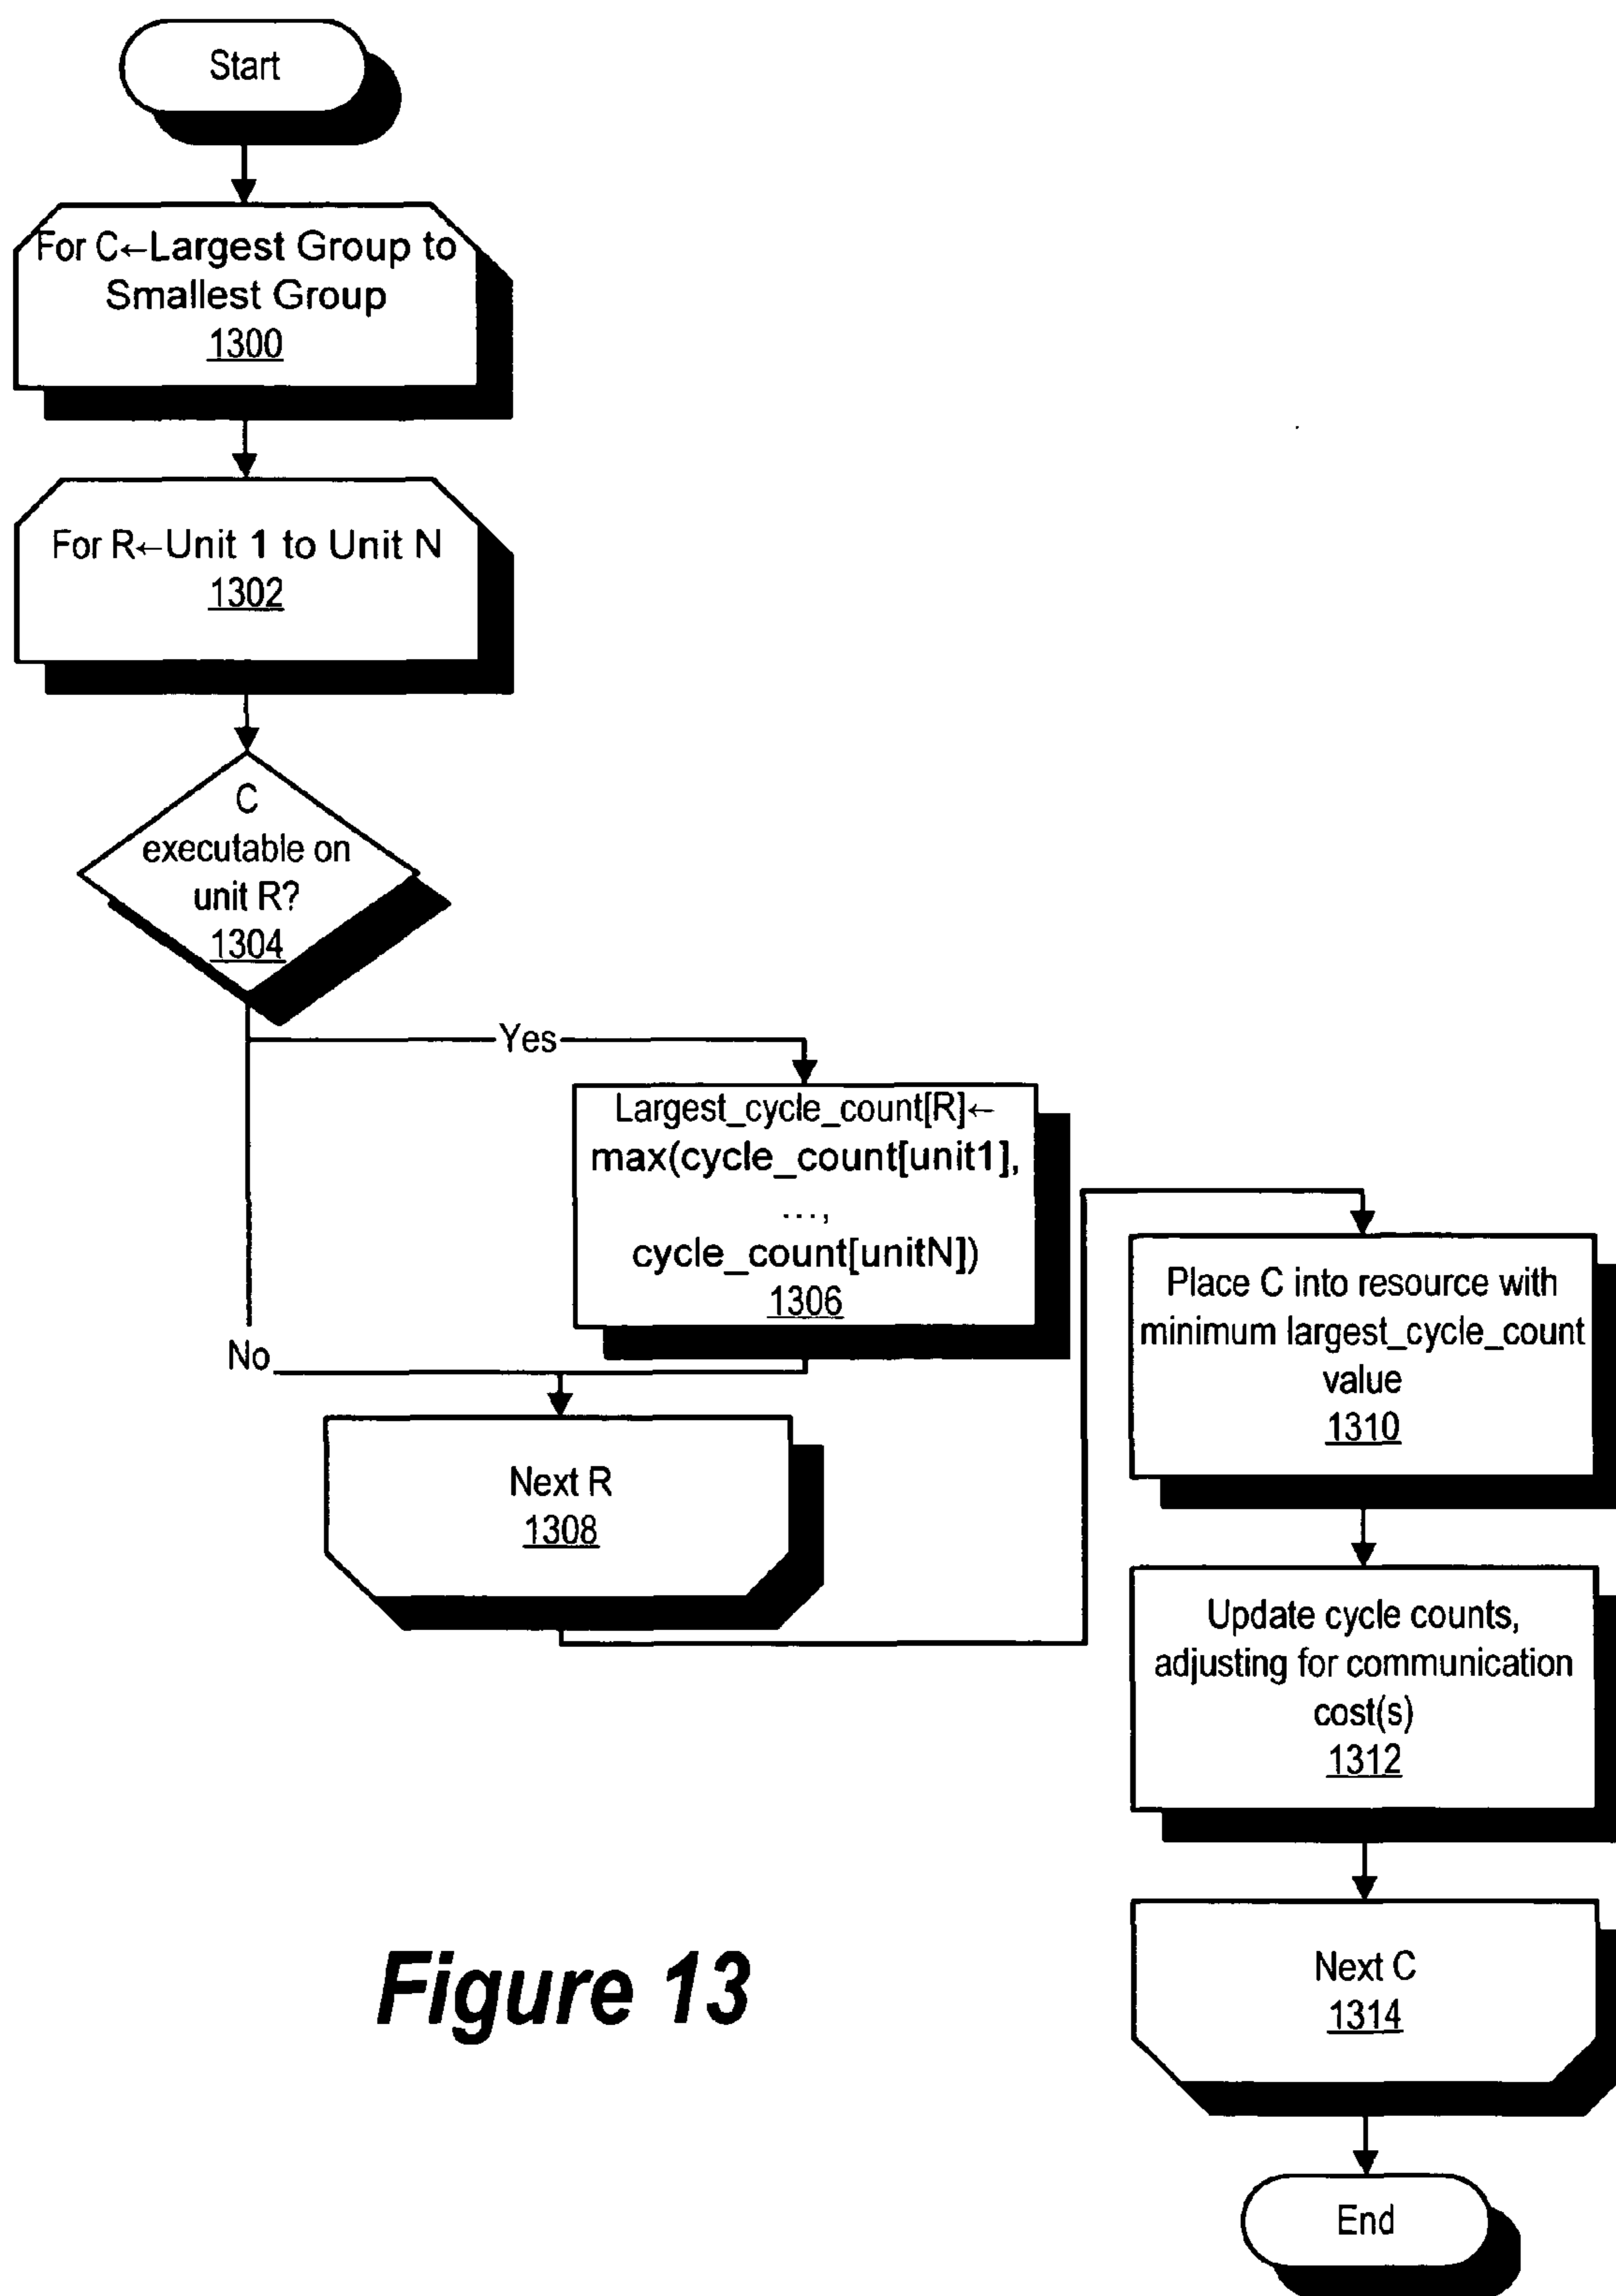 Start
For C←Largest Group to
Smallest Group
1300
For R←Unit 1 to Unit N
1302
C
executable on
unit R?
1304
Yes
Largest_cycle_count[R]←
max(cycle_count[unit1],
...,
cycle_count[unitN])
1306
No
Next R
1308
Place C into resource with
minimum largest_cycle_count
value
1310
Update cycle counts,
adjusting for communication
cost(s)
1312
Next C
1314
End
Figure 13